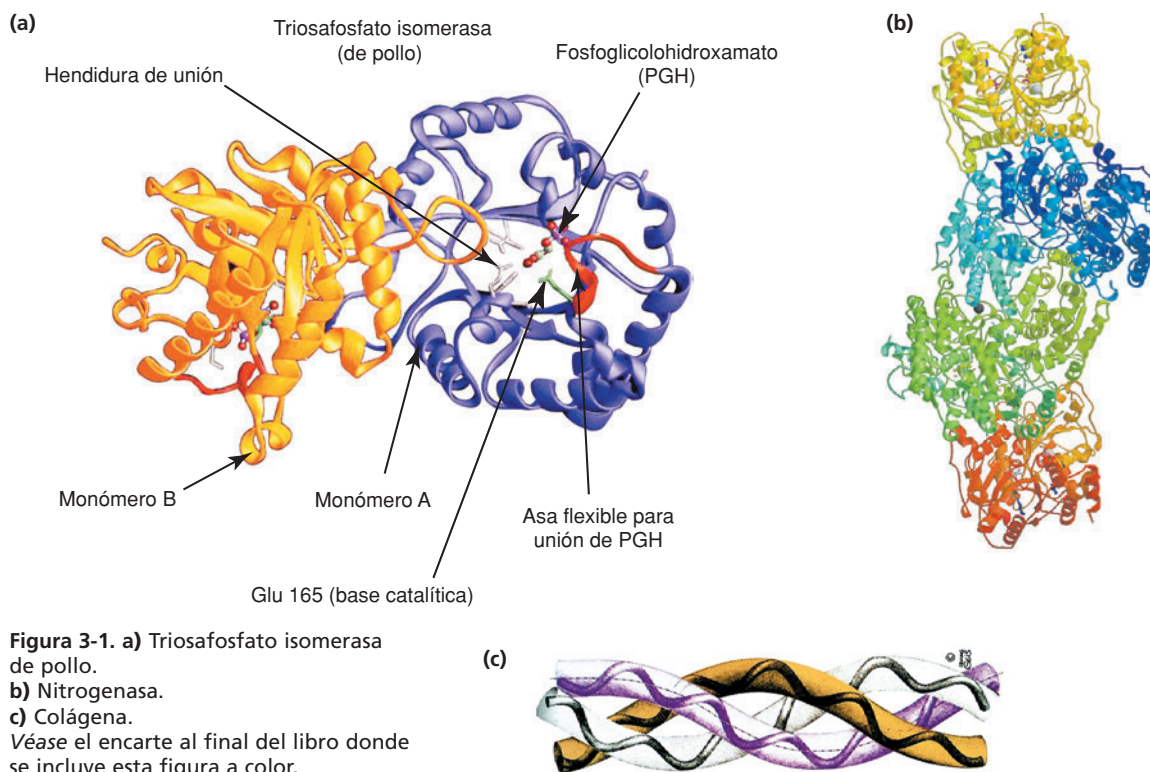 (a)
Triosafosfato isomerasa
(de pollo)
Fosfoglicolohidroxamato
(PGH)
Hendidura de unión
(b)
Monómero B
Monómero A
Asa flexible para
unión de PGH
Glu 165 (base catalítica)
Figura 3-1. a) Triosafosfato isomerasa
de pollo.
b) Nitrogenasa.
c) Colágena.
Véase el encarte al final del libro donde
se incluye esta figura a color.
(c)